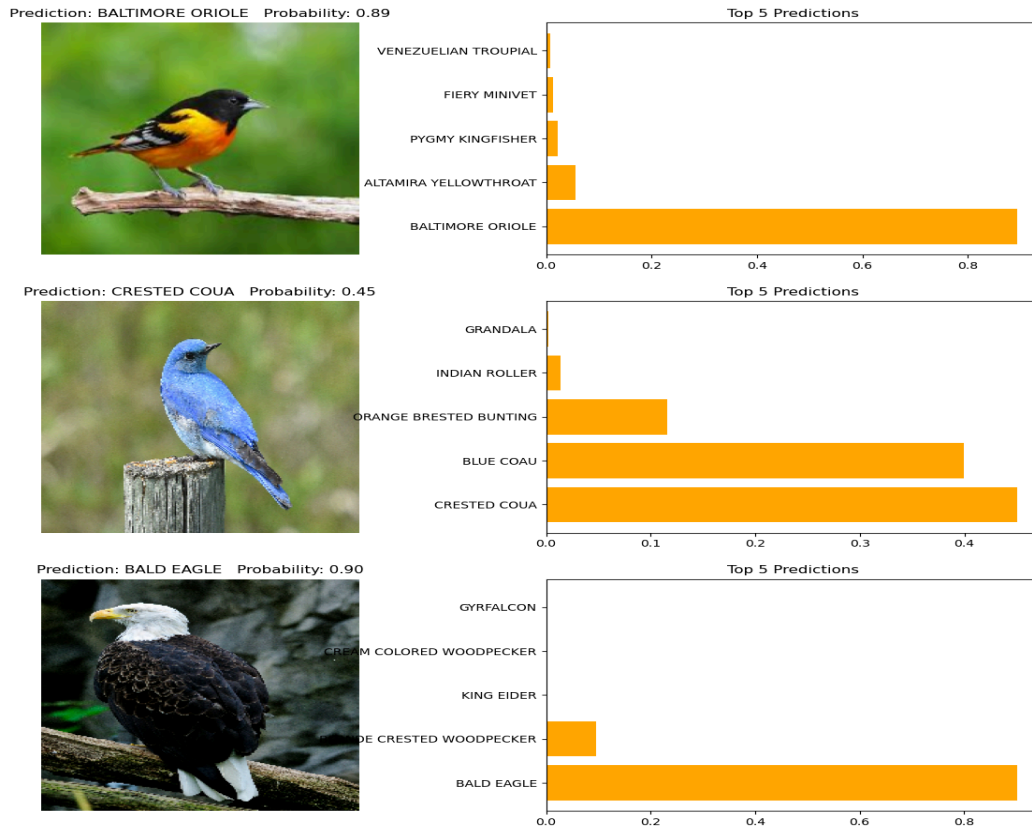 Prediction: BALTIMORE ORIOLE Probability: 0.89
Top 5 Predictions
VENEZUELIAN TROUPIAL
FIERY MINIVET
PYGMY KINGFISHER
ALTAMIRA YELLOWTHROAT
BALTIMORE ORIOLE
0.0 0.2 0.4 0.6 0.8
Prediction: CRESTED COUA Probability: 0.45
Top 5 Predictions
GRANDALA
INDIAN ROLLER
ORANGE BRESTED BUNTING
BLUE COAU
CRESTED COUA
0.0 0.1 0.2 0.3 0.4
Prediction: BALD EAGLE Probability: 0.90
Top 5 Predictions
GYRFALCON
CREAM COLORED WOODPECKER
KING EIDER
CRESTED WOODPECKER
BALD EAGLE
0.0 0.2 0.4 0.6 0.8